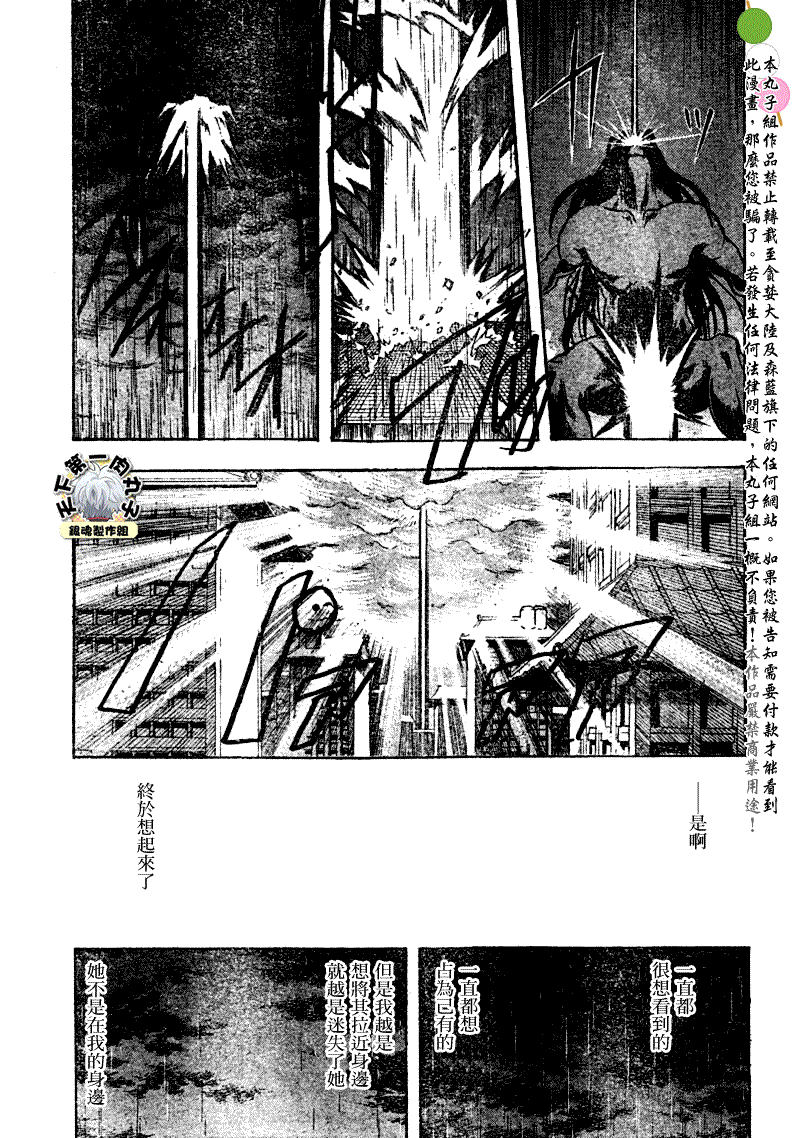 ツ
ツ
本丸子組作品禁止轉載至貪婪大陸及森藍旗下的任何網站。如果您被告知需要付款才能看到
此漫畫，那麼您被騙了。若發生任何法律問題，本丸子組一概不負責！本作品嚴禁商業用途！
天下第一肉丸子
銀魂製作組
——是啊
終於想起來了
一直都
很想看到的
一直都想
占為己有的
但是我越是
想將其拉近身邊
就越是迷失了她
她不是在我的身邊——